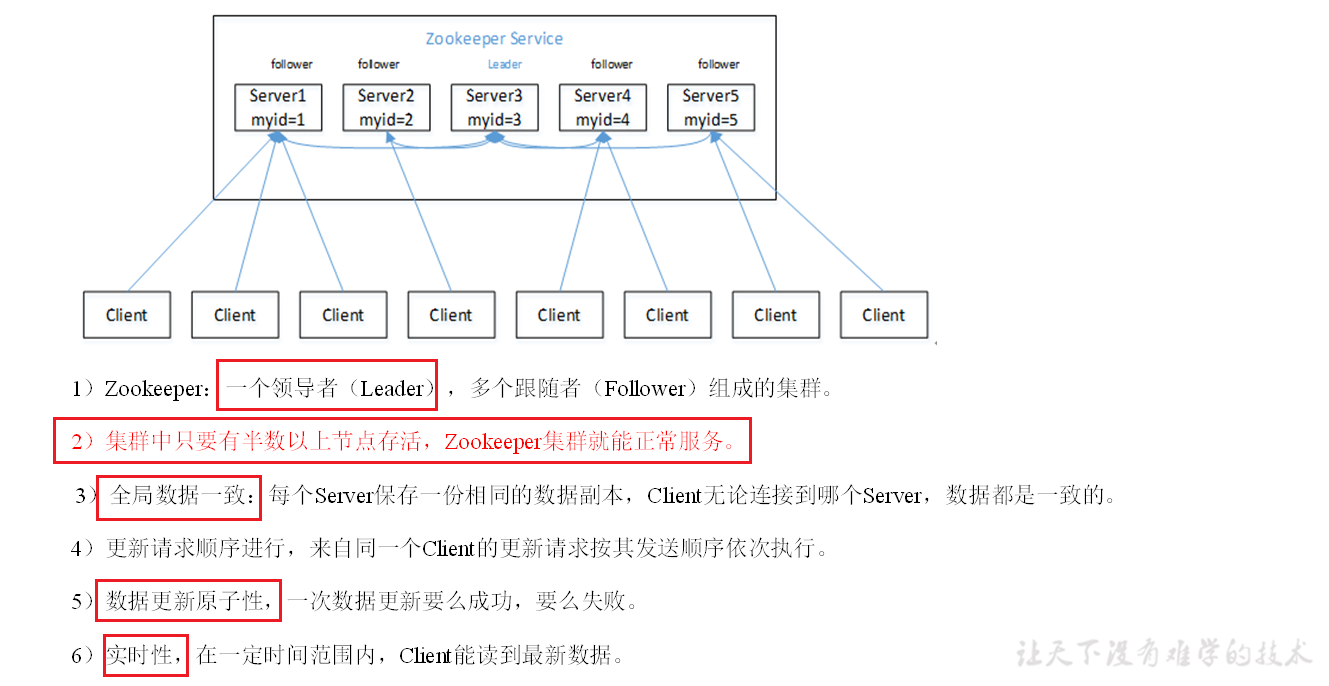 Zookeeper Service
follower follower Leader follower follower
Server1 Server2 Server3 Server4 Server5
myid=1 myid=2 myid=3 myid=4 myid=5
Client Client Client Client Client Client Client Client
1）Zookeeper：一个领导者（Leader），多个跟随者（Follower）组成的集群。
2）集群中只要有半数以上节点存活，Zookeeper集群就能正常服务。
3）全局数据一致：每个Server保存一份相同的数据副本，Client无论连接到哪个Server，数据都是一致的。
4）更新请求顺序进行，来自同一个Client的更新请求按其发送顺序依次执行。
5）数据更新原子性，一次数据更新要么成功，要么失败。
6）实时性，在一定时间范围内，Client能读到最新数据。
让天下没有难学的技术